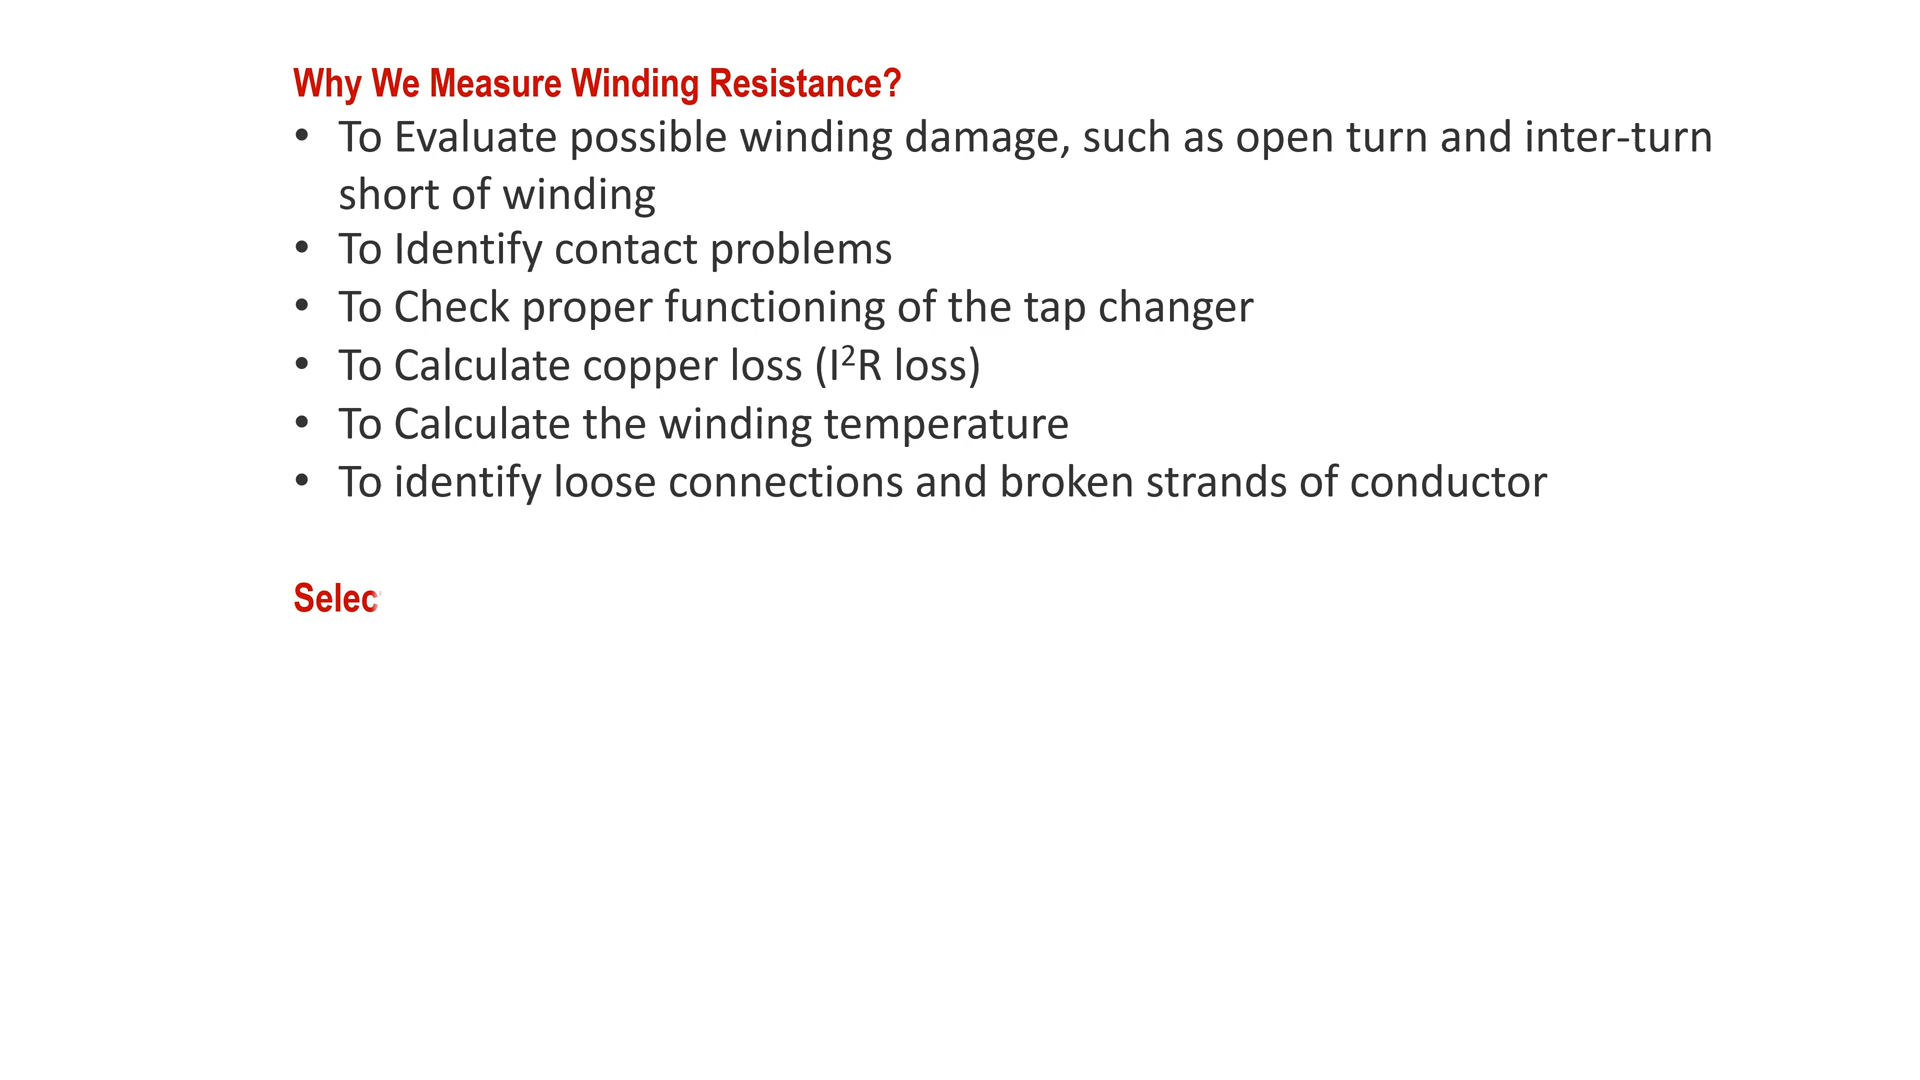 Why We Measure Winding Resistance?
• To Evaluate possible winding damage, such as open turn and inter-turn
short of winding
• To Identify contact problems
• To Check proper functioning of the tap changer
• To Calculate copper loss (I²R loss)
• To Calculate the winding temperature
• To identify loose connections and broken strands of conductor
Selec